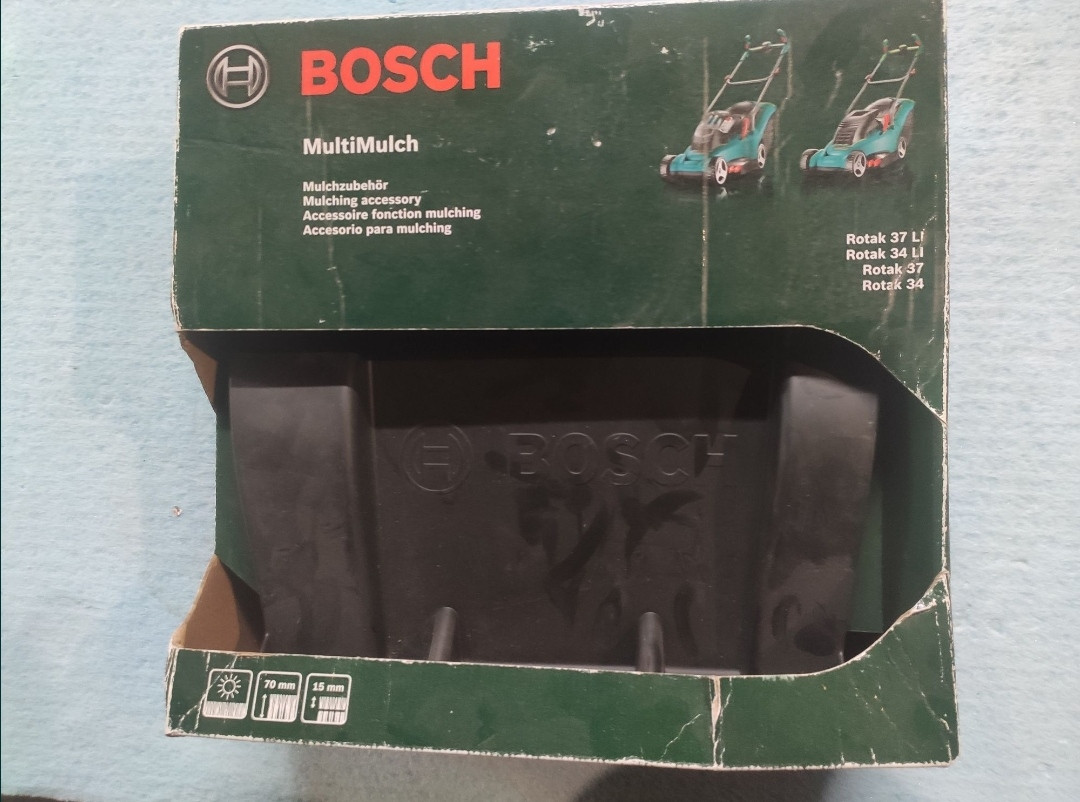 BOSCH
MultiMulch
Mulchzubehör
Mulching accessory
Accessoire fonction mulching
Accesorio para mulching
Rotak 37 LI
Rotak 34 LI
Rotak 37
Rotak 34
BOSCH
70 mm
15 mm